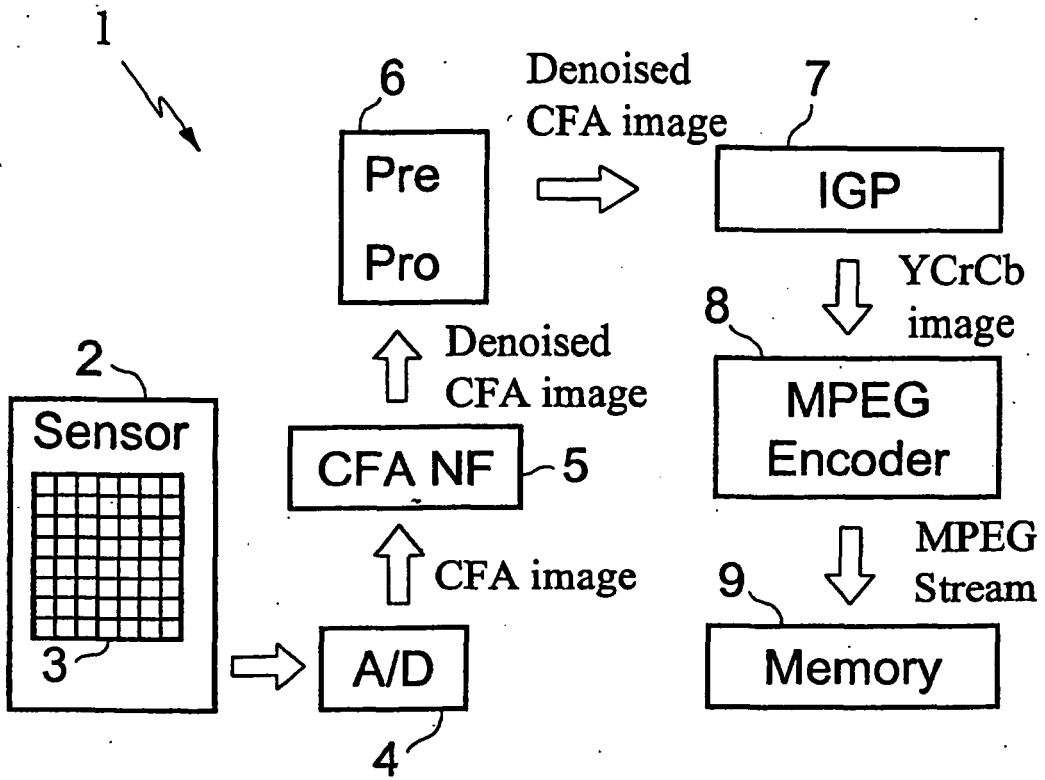 1
6
Pre
Pro
Denoised
CFA image
7
IGP
YCrCb
image
8
MPEG
Encoder
MPEG
Stream
9
Memory
Denoised
CFA image
CFA NF
5
CFA image
2
Sensor
3
A/D
4